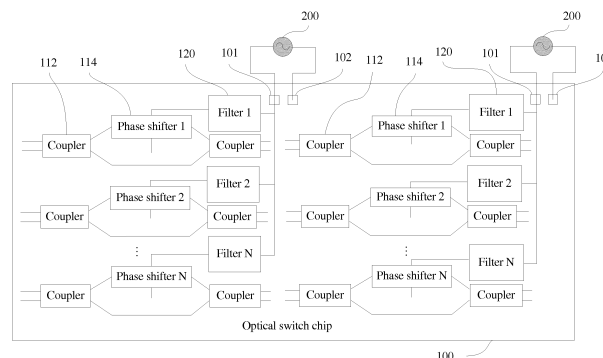 200 200
112 114 120 101 102 112 114 120 101 10
Filter 1 Filter 1
Phase shifter 1 Phase shifter 1
Coupler Coupler Coupler Coupler
Filter 2 Filter 2
Phase shifter 2 Phase shifter 2
Coupler Coupler Coupler Coupler
Filter N Filter N
⋮ ⋮
Phase shifter N Phase shifter N
Coupler Coupler Coupler Coupler
Optical switch chip
100